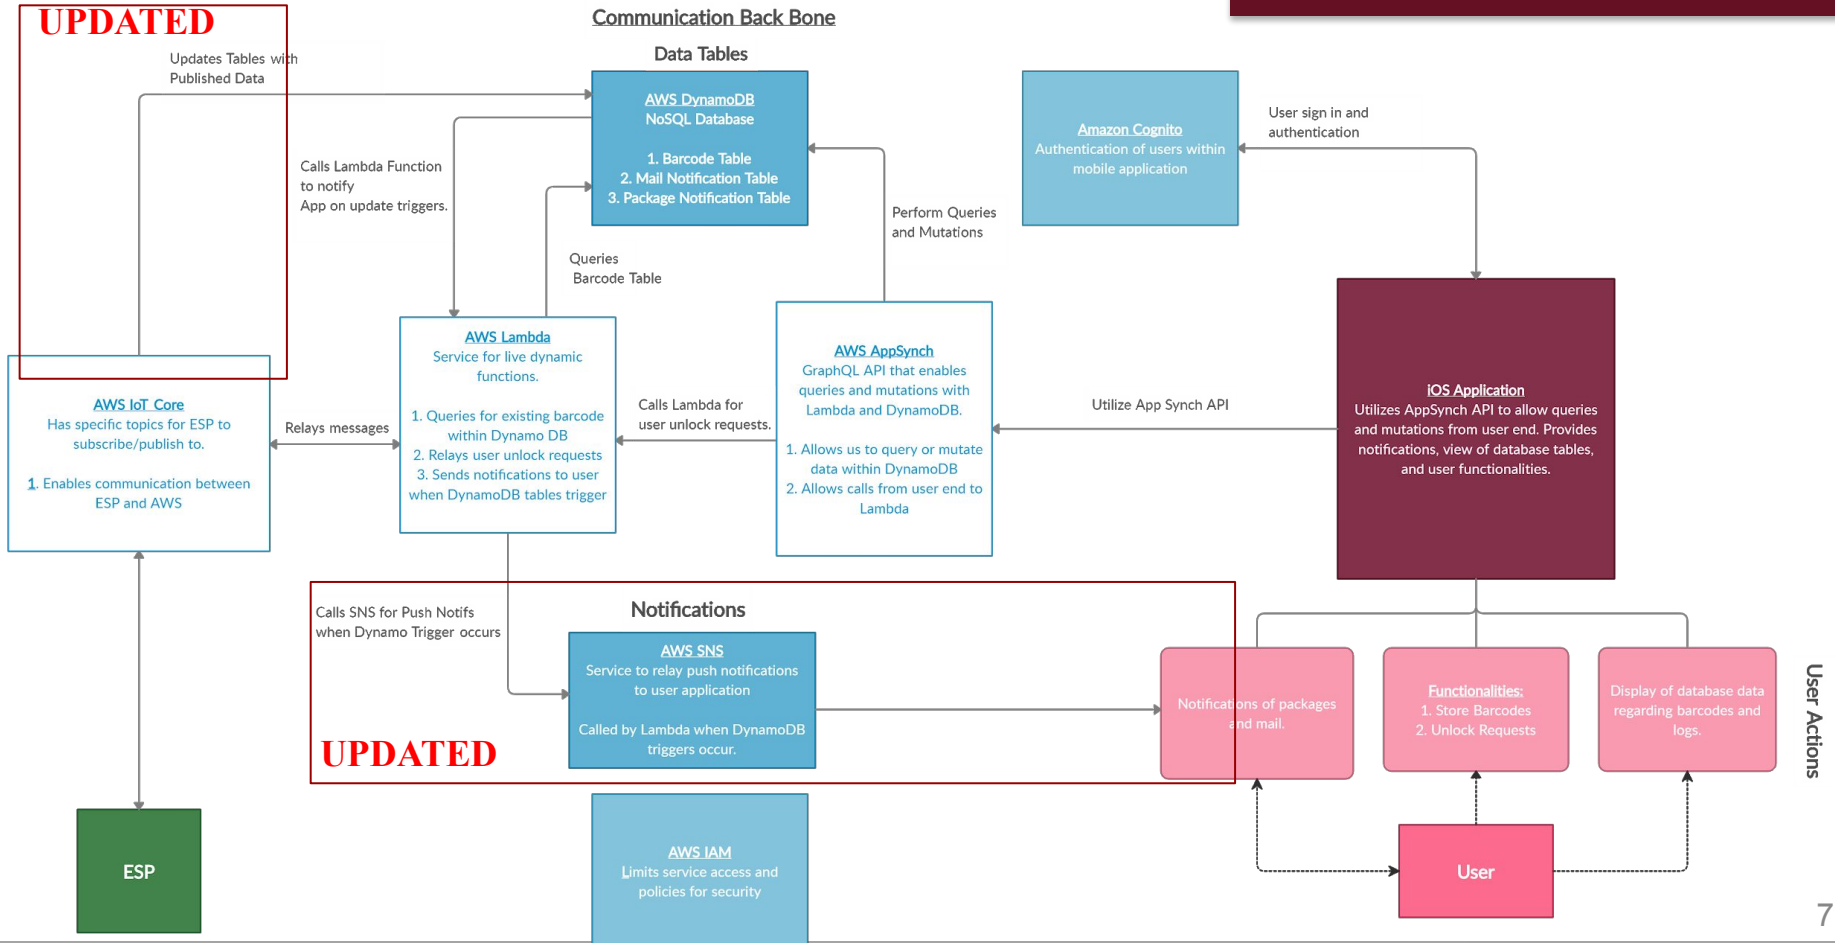 UPDATED
Communication Back Bone
Updates Tables with
Published Data
Data Tables
AWS DynamoDB
NoSQL Database
1. Barcode Table
2. Mail Notification Table
3. Package Notification Table
Amazon Cognito
Authentication of users within
mobile application
User sign in and
authentication
Calls Lambda Function
to notify
App on update triggers.
Queries
Barcode Table
Perform Queries
and Mutations
AWS IoT Core
Has specific topics for ESP to
subscribe/publish to.
1. Enables communication between
ESP and AWS
Relays messages
AWS Lambda
Service for live dynamic
functions.
1. Queries for existing barcode
within Dynamo DB
2. Relays user unlock requests
3. Sends notifications to user
when DynamoDB tables trigger
Calls Lambda for
user unlock requests.
AWS AppSynch
GraphQL API that enables
queries and mutations with
Lambda and DynamoDB.
1. Allows us to query or mutate
data within DynamoDB
2. Allows calls from user end to
Lambda
Utilize App Synch API
iOS Application
Utilizes AppSynch API to allow queries
and mutations from user end. Provides
notifications, view of database tables,
and user functionalities.
Calls SNS for Push Notifs
when Dynamo Trigger occurs
Notifications
AWS SNS
Service to relay push notifications
to user application
Called by Lambda when DynamoDB
triggers occur.
UPDATED
Notifications of packages
and mail.
Functionalities:
1. Store Barcodes
2. Unlock Requests
Display of database data
regarding barcodes and
logs.
User Actions
ESP
AWS IAM
Limits service access and
policies for security
User
7